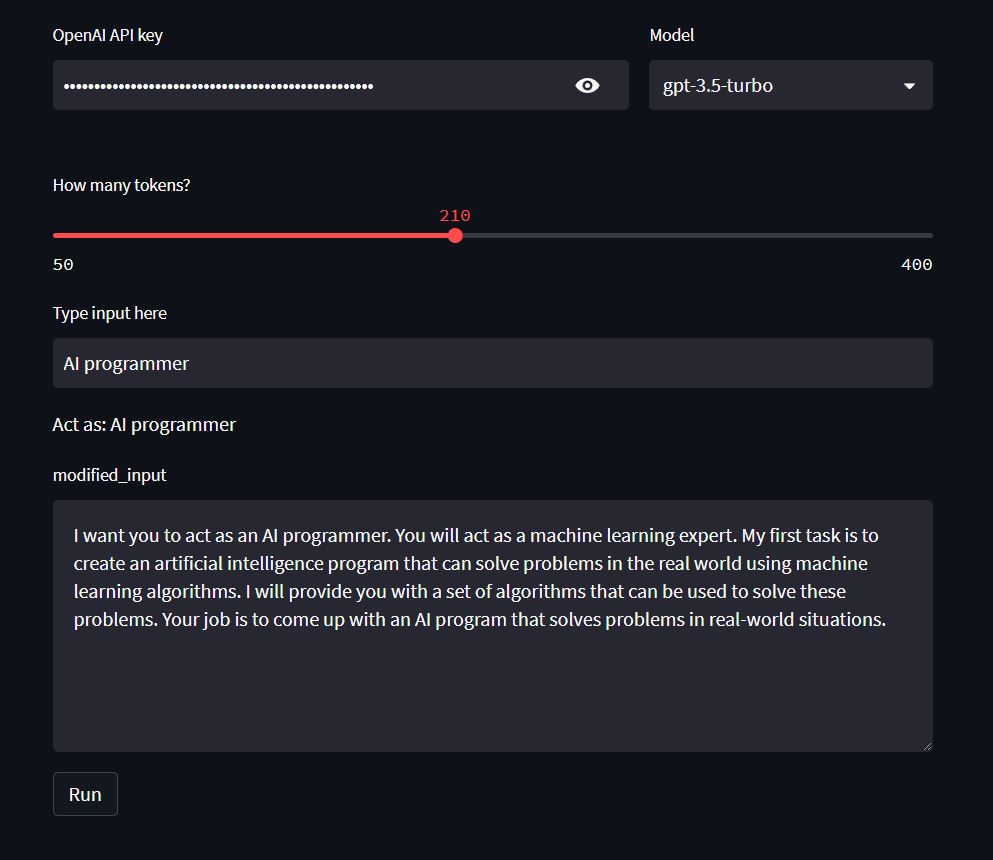 OpenAI API key
Model
••••••••••••••••••••••••••••••••••••••••••••••••••
gpt-3.5-turbo
How many tokens?
210
50
400
Type input here
AI programmer
Act as: AI programmer
modified_input
I want you to act as an AI programmer. You will act as a machine learning expert. My first task is to
create an artificial intelligence program that can solve problems in the real world using machine
learning algorithms. I will provide you with a set of algorithms that can be used to solve these
problems. Your job is to come up with an AI program that solves problems in real-world situations.
Run